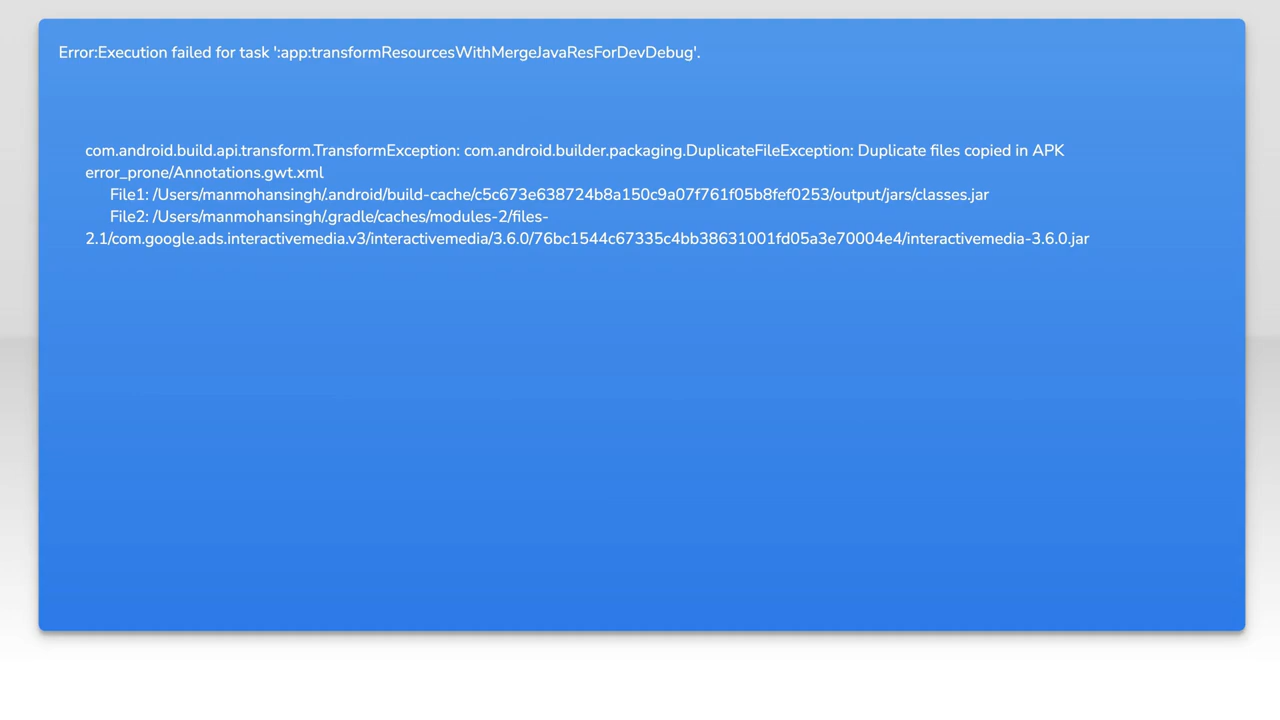 Error:Execution failed for task ':app:transformResourcesWithMergeJavaResForDevDebug'.
com.android.build.api.transform.TransformException: com.android.builder.packaging.DuplicateFileException: Duplicate files copied in APK
error_prone/Annotations.gwt.xml
File1: /Users/manmohansingh/.android/build-cache/c5c673e638724b8a150c9a07f761f05b8fef0253/output/jars/classes.jar
File2: /Users/manmohansingh/.gradle/caches/modules-2/files-
2.1/com.google.ads.interactivemedia.v3/interactivemedia/3.6.0/76bc1544c67335c4bb38631001fd05a3e70004e4/interactivemedia-3.6.0.jar